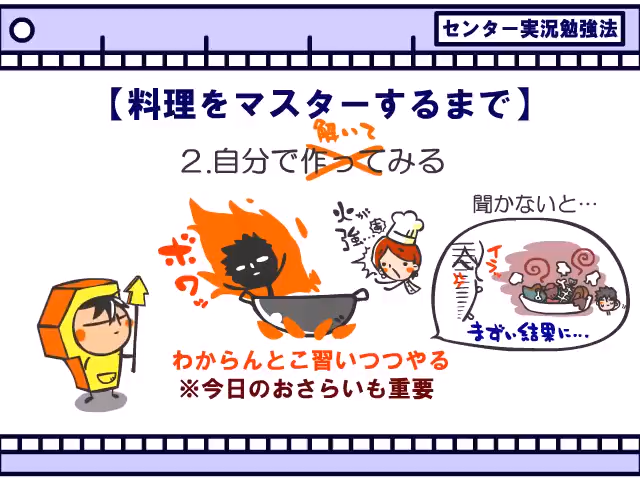 センター実況勉強法
【料理をマスターするまで】
解いて
2.自分で作ってみる
聞かないと…
火が
強…
ボワッ
イシ
まずい結果に…
わからんとこ習いつつやる
※今日のおさらいも重要